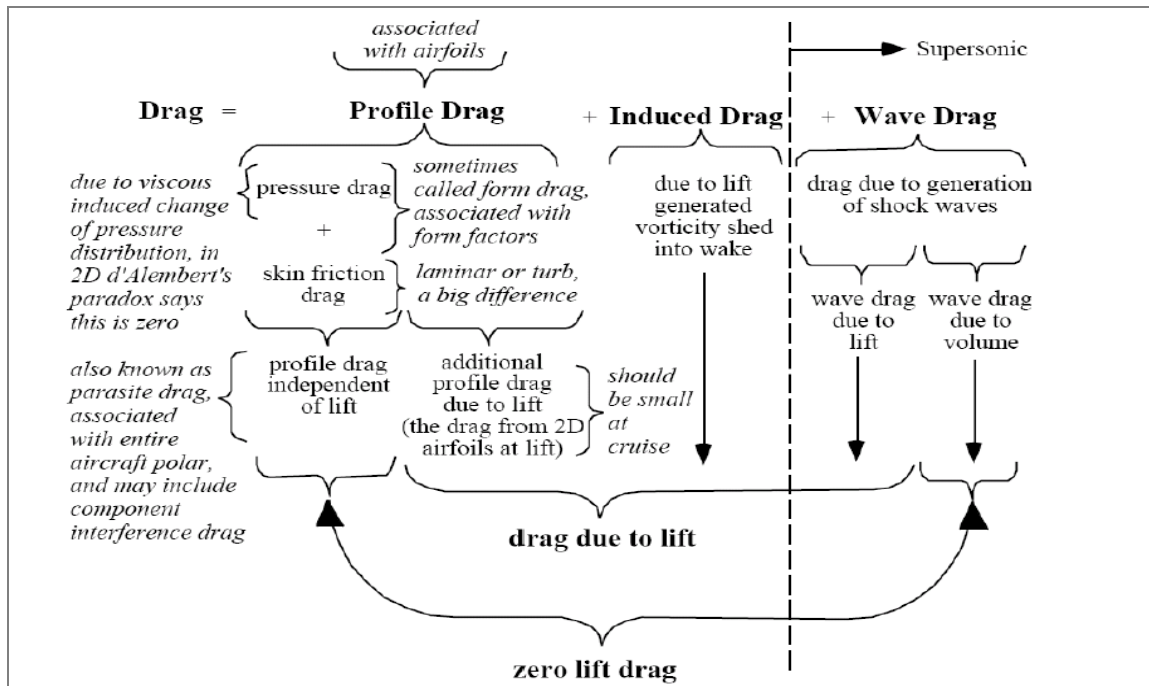 associated
with airfoils
Supersonic
Drag = Profile Drag + Induced Drag + Wave Drag
due to viscous
induced change
of pressure
distribution, in
2D d'Alembert's
paradox says
this is zero
pressure drag
+
skin friction
drag
sometimes
called form drag,
associated with
form factors
laminar or turb,
a big difference
due to lift
generated
vorticity shed
into wake
drag due to generation
of shock waves
wave drag
due to
lift
wave drag
due to
volume
also known as
parasite drag,
associated
with entire
aircraft polar,
and may include
component
interference drag
profile drag
independent
of lift
additional
profile drag
due to lift
(the drag from 2D
airfoils at lift)
should
be small
at
cruise
drag due to lift
zero lift drag